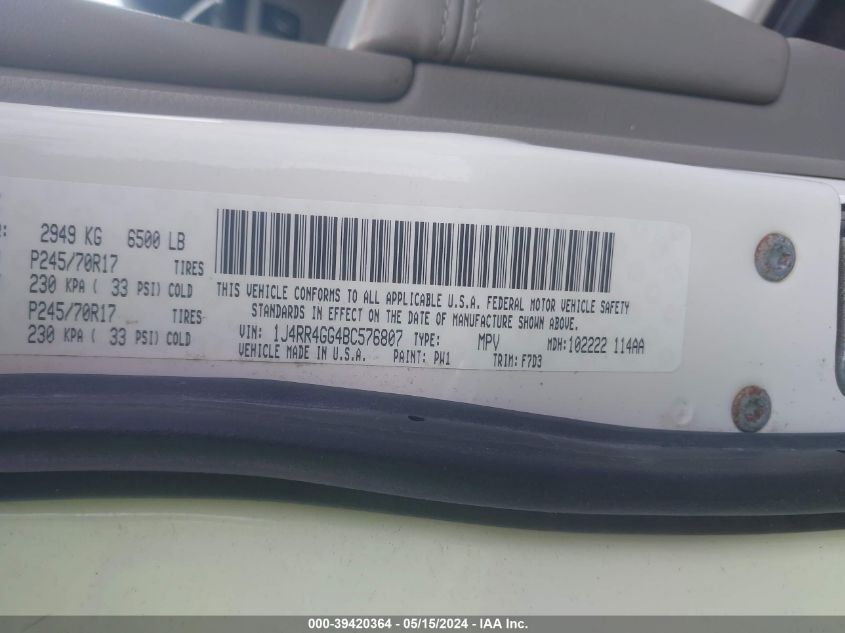 2949 KG 6500 LB
P245/70R17 TIRES
230 KPA ( 33 PSI) COLD
P245/70R17 TIRES
230 KPA ( 33 PSI) COLD
THIS VEHICLE CONFORMS TO ALL APPLICABLE U.S.A. FEDERAL MOTOR VEHICLE SAFETY
STANDARDS IN EFFECT ON THE DATE OF MANUFACTURE SHOWN ABOVE.
VIN: 1J4RR4GG4BC576807 TYPE: MPV MDH:102222 114AA
VEHICLE MADE IN U.S.A. PAINT: PW1 TRIM: F7D3
000-39420364 - 05/15/2024 - IAA Inc.